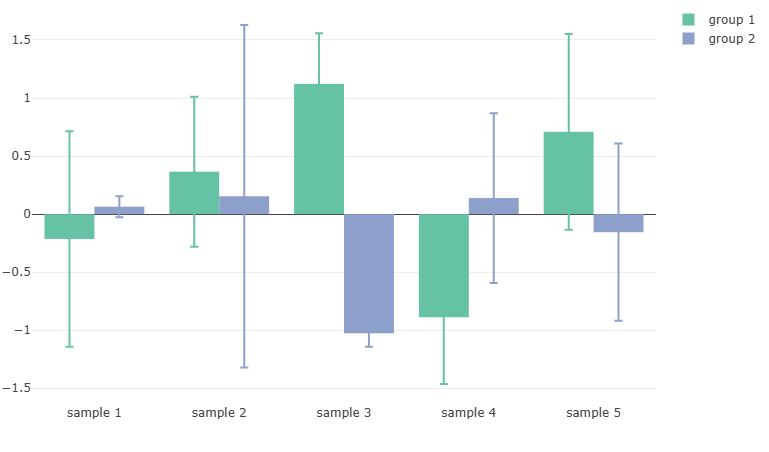 group 1
group 2
1.5
1
0.5
0
−0.5
−1
−1.5
sample 1
sample 2
sample 3
sample 4
sample 5